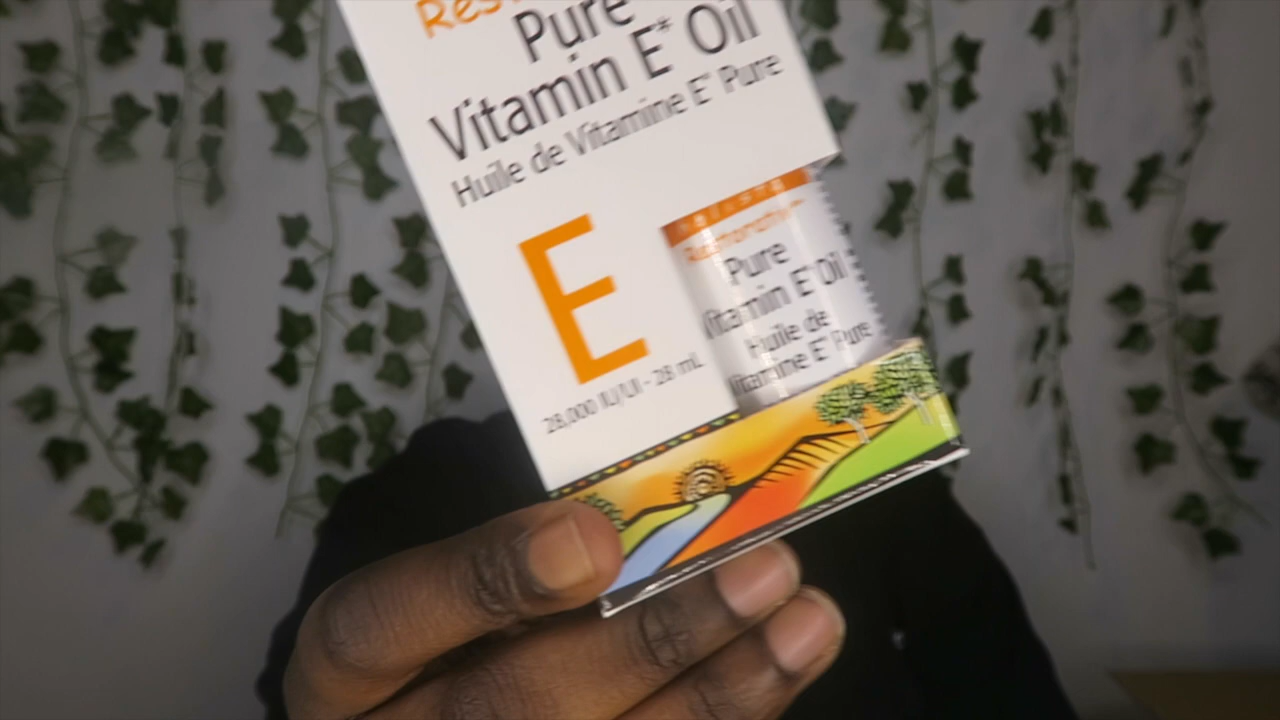 Pure
Vitamin E* Oil
Huile de Vitamine E* Pure
E
28,000 IU/UI - 28 mL
Restorative
Pure
Vitamin E* Oil
Huile de
Vitamine E* Pure